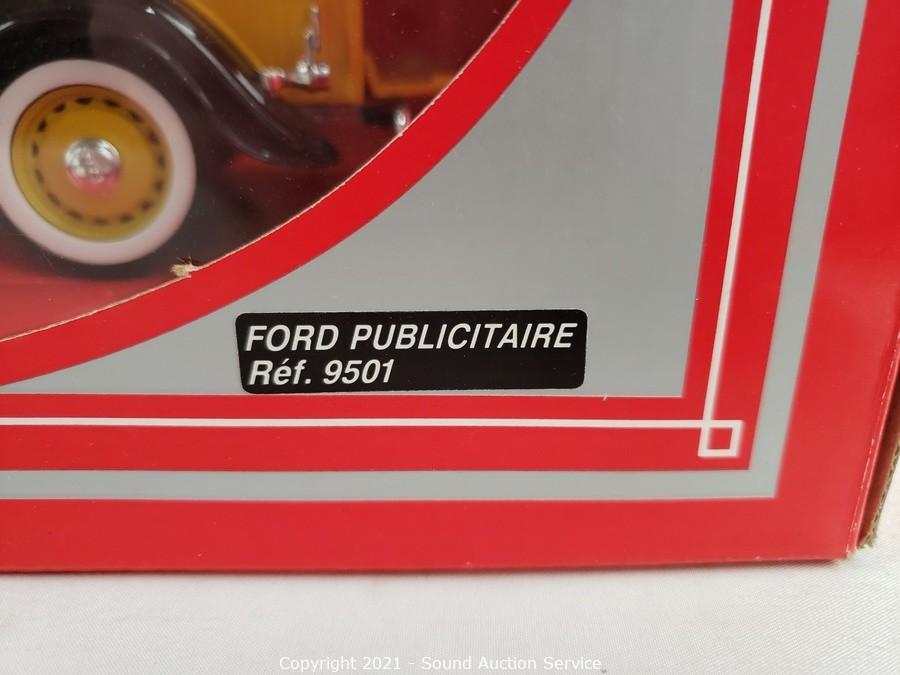 FORD PUBLICITAIRE
Réf. 9501
Copyright 2021 - Sound Auction Service